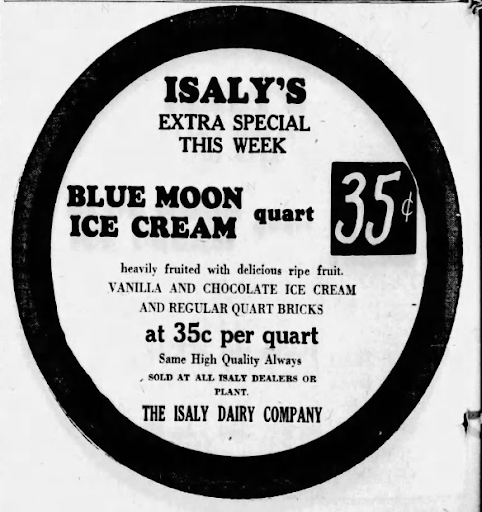 ISALY'S
EXTRA SPECIAL
THIS WEEK
BLUE MOON
ICE CREAM
quart
35¢
heavily fruited with delicious ripe fruit.
VANILLA AND CHOCOLATE ICE CREAM
AND REGULAR QUART BRICKS
at 35c per quart
Same High Quality Always
SOLD AT ALL ISALY DEALERS OR
PLANT.
THE ISALY DAIRY COMPANY